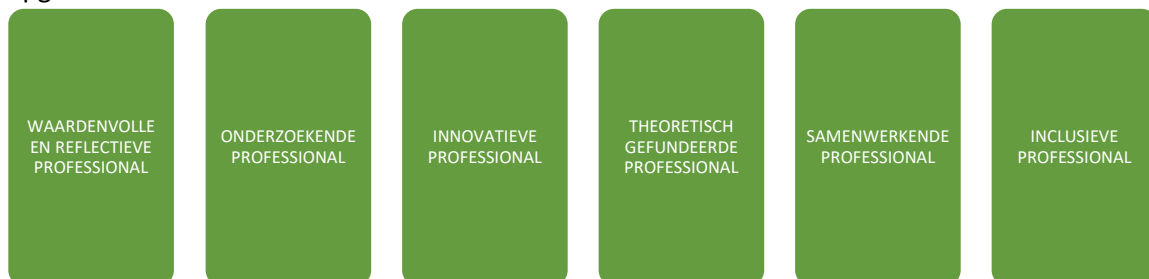 WAARDENVOLLE
EN REFLECTIEVE
PROFESSIONAL
ONDERZOEKENDE
PROFESSIONAL
INNOVATIEVE
PROFESSIONAL
THEORETISCH
GEFUNDEERDE
PROFESSIONAL
SAMENWERKENDE
PROFESSIONAL
INCLUSIEVE
PROFESSIONAL